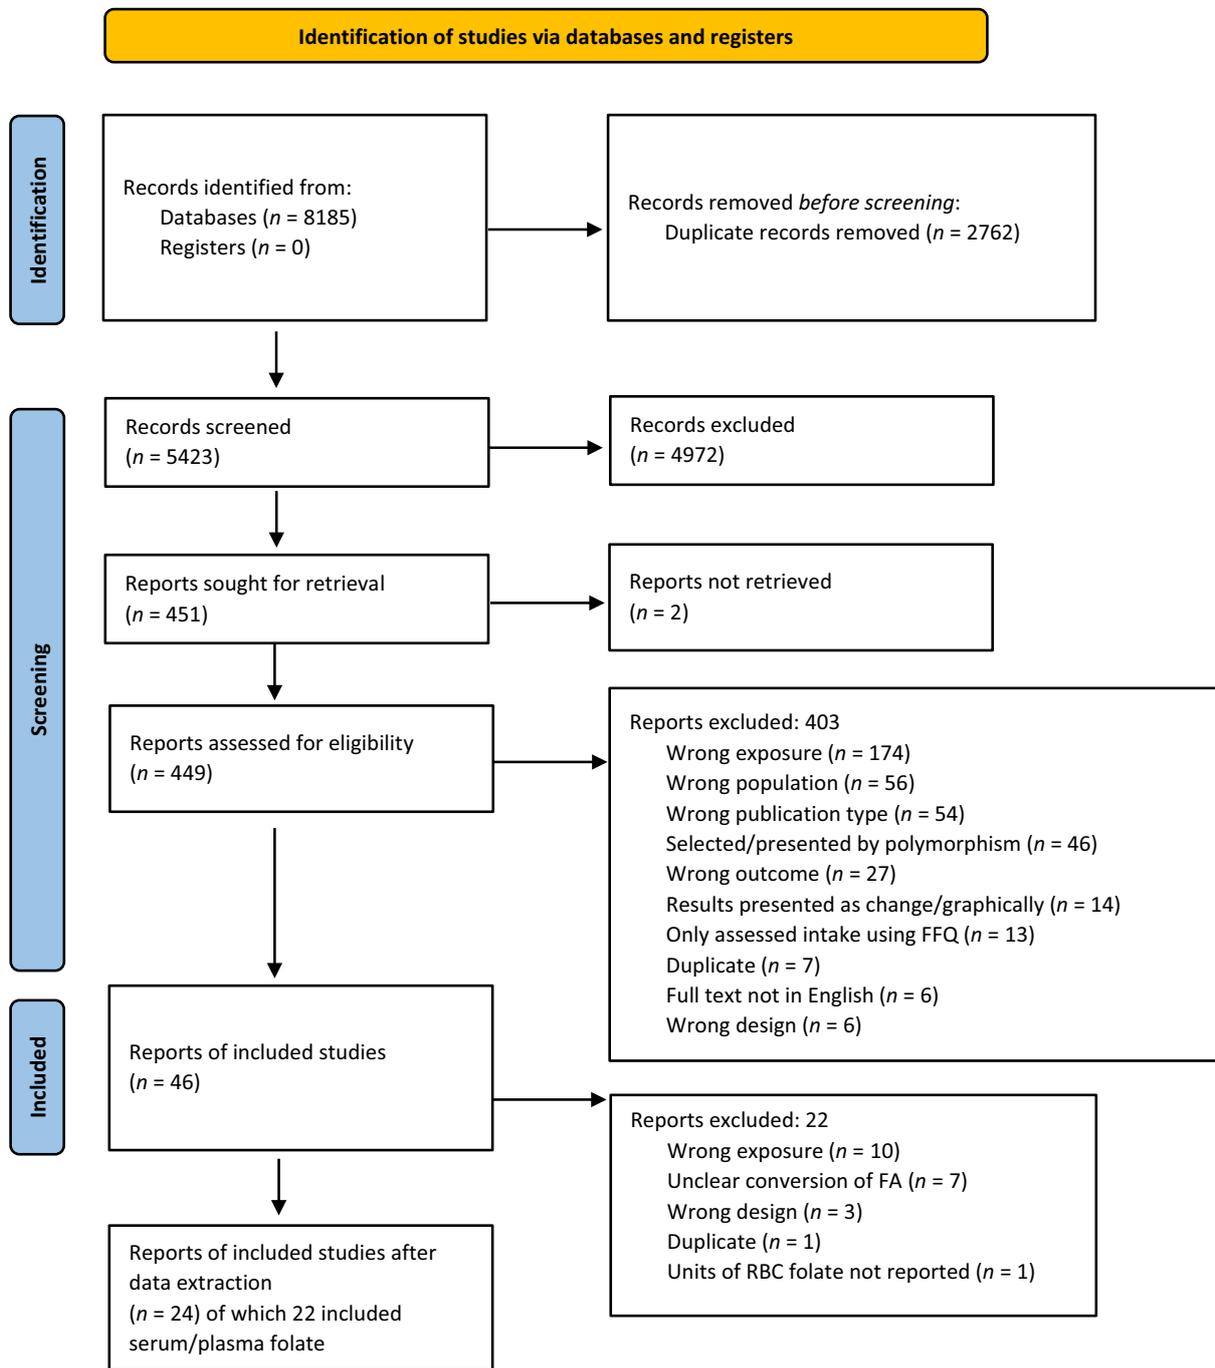 Identification of studies via databases and registers
Identification
Records identified from:
Databases (n = 8185)
Registers (n = 0)
Records removed before screening:
Duplicate records removed (n = 2762)
Screening
Records screened
(n = 5423)
Records excluded
(n = 4972)
Reports sought for retrieval
(n = 451)
Reports not retrieved
(n = 2)
Reports assessed for eligibility
(n = 449)
Reports excluded: 403
Wrong exposure (n = 174)
Wrong population (n = 56)
Wrong publication type (n = 54)
Selected/presented by polymorphism (n = 46)
Wrong outcome (n = 27)
Results presented as change/graphically (n = 14)
Only assessed intake using FFQ (n = 13)
Duplicate (n = 7)
Full text not in English (n = 6)
Wrong design (n = 6)
Included
Reports of included studies
(n = 46)
Reports excluded: 22
Wrong exposure (n = 10)
Unclear conversion of FA (n = 7)
Wrong design (n = 3)
Duplicate (n = 1)
Units of RBC folate not reported (n = 1)
Reports of included studies after
data extraction
(n = 24) of which 22 included
serum/plasma folate